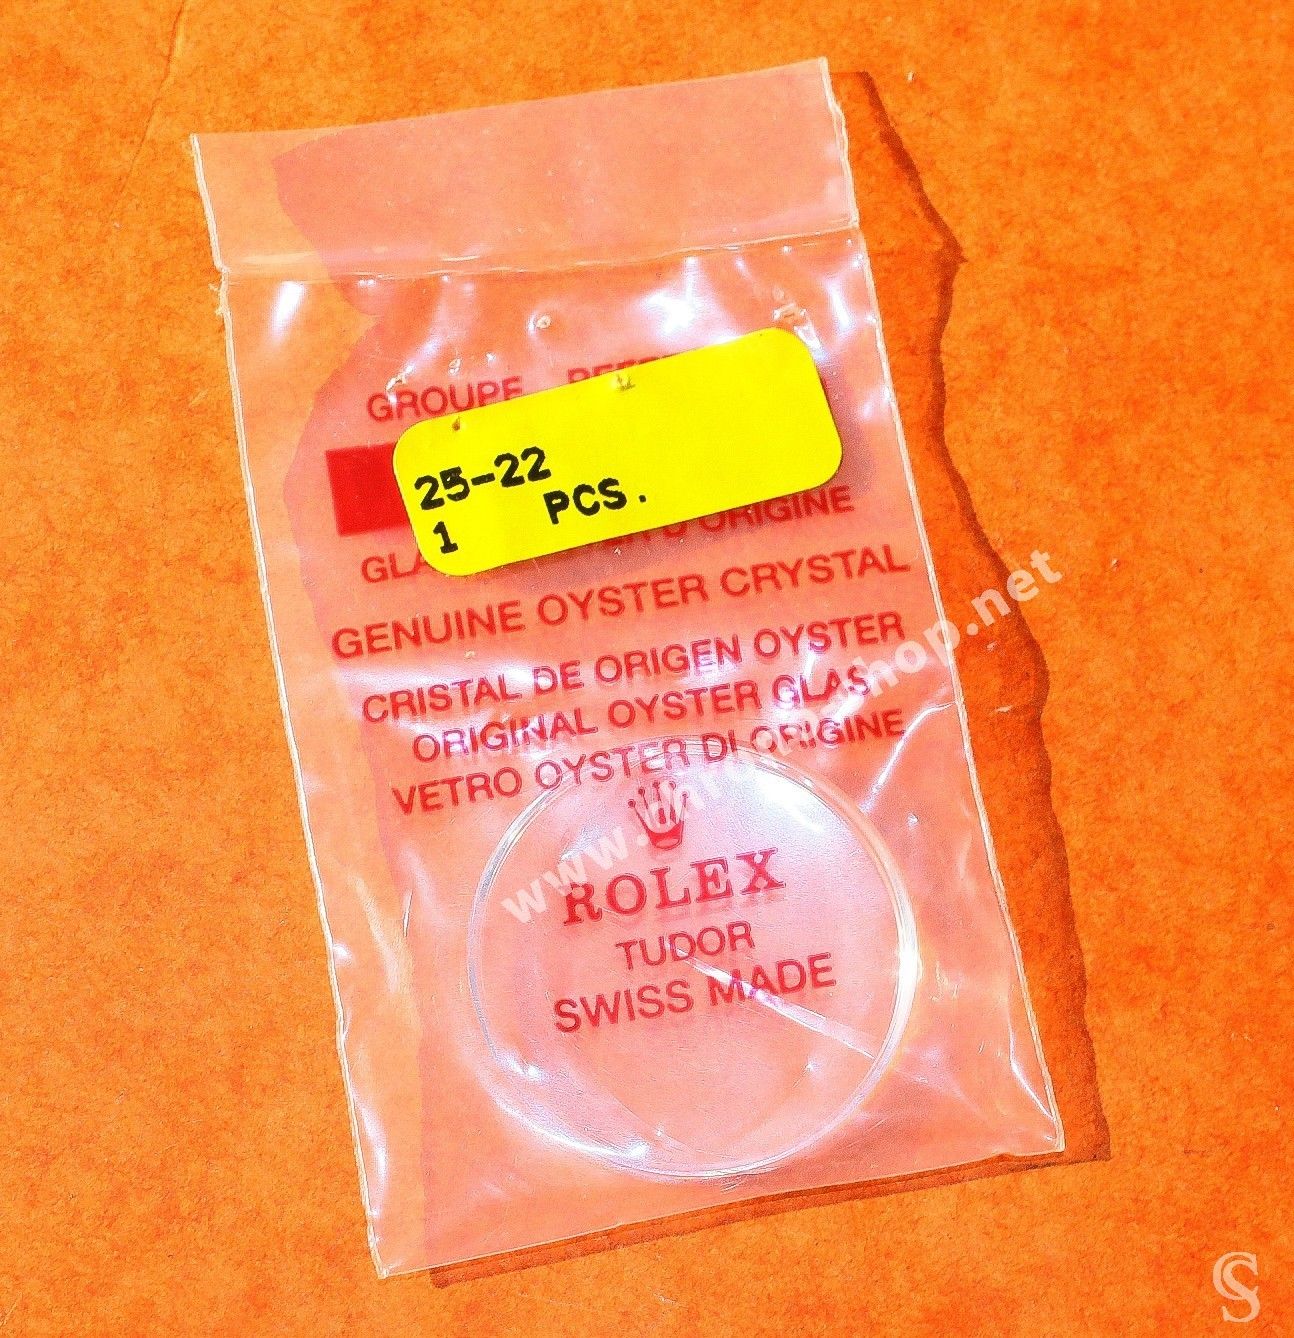 GROUPE
25-22
1 PCS.
ORIGINE
GENUINE OYSTER CRYSTAL
CRISTAL DE ORIGEN OYSTER
ORIGINAL OYSTER GLAS
VETRO OYSTER DI ORIGINE
ROLEX
TUDOR
SWISS MADE